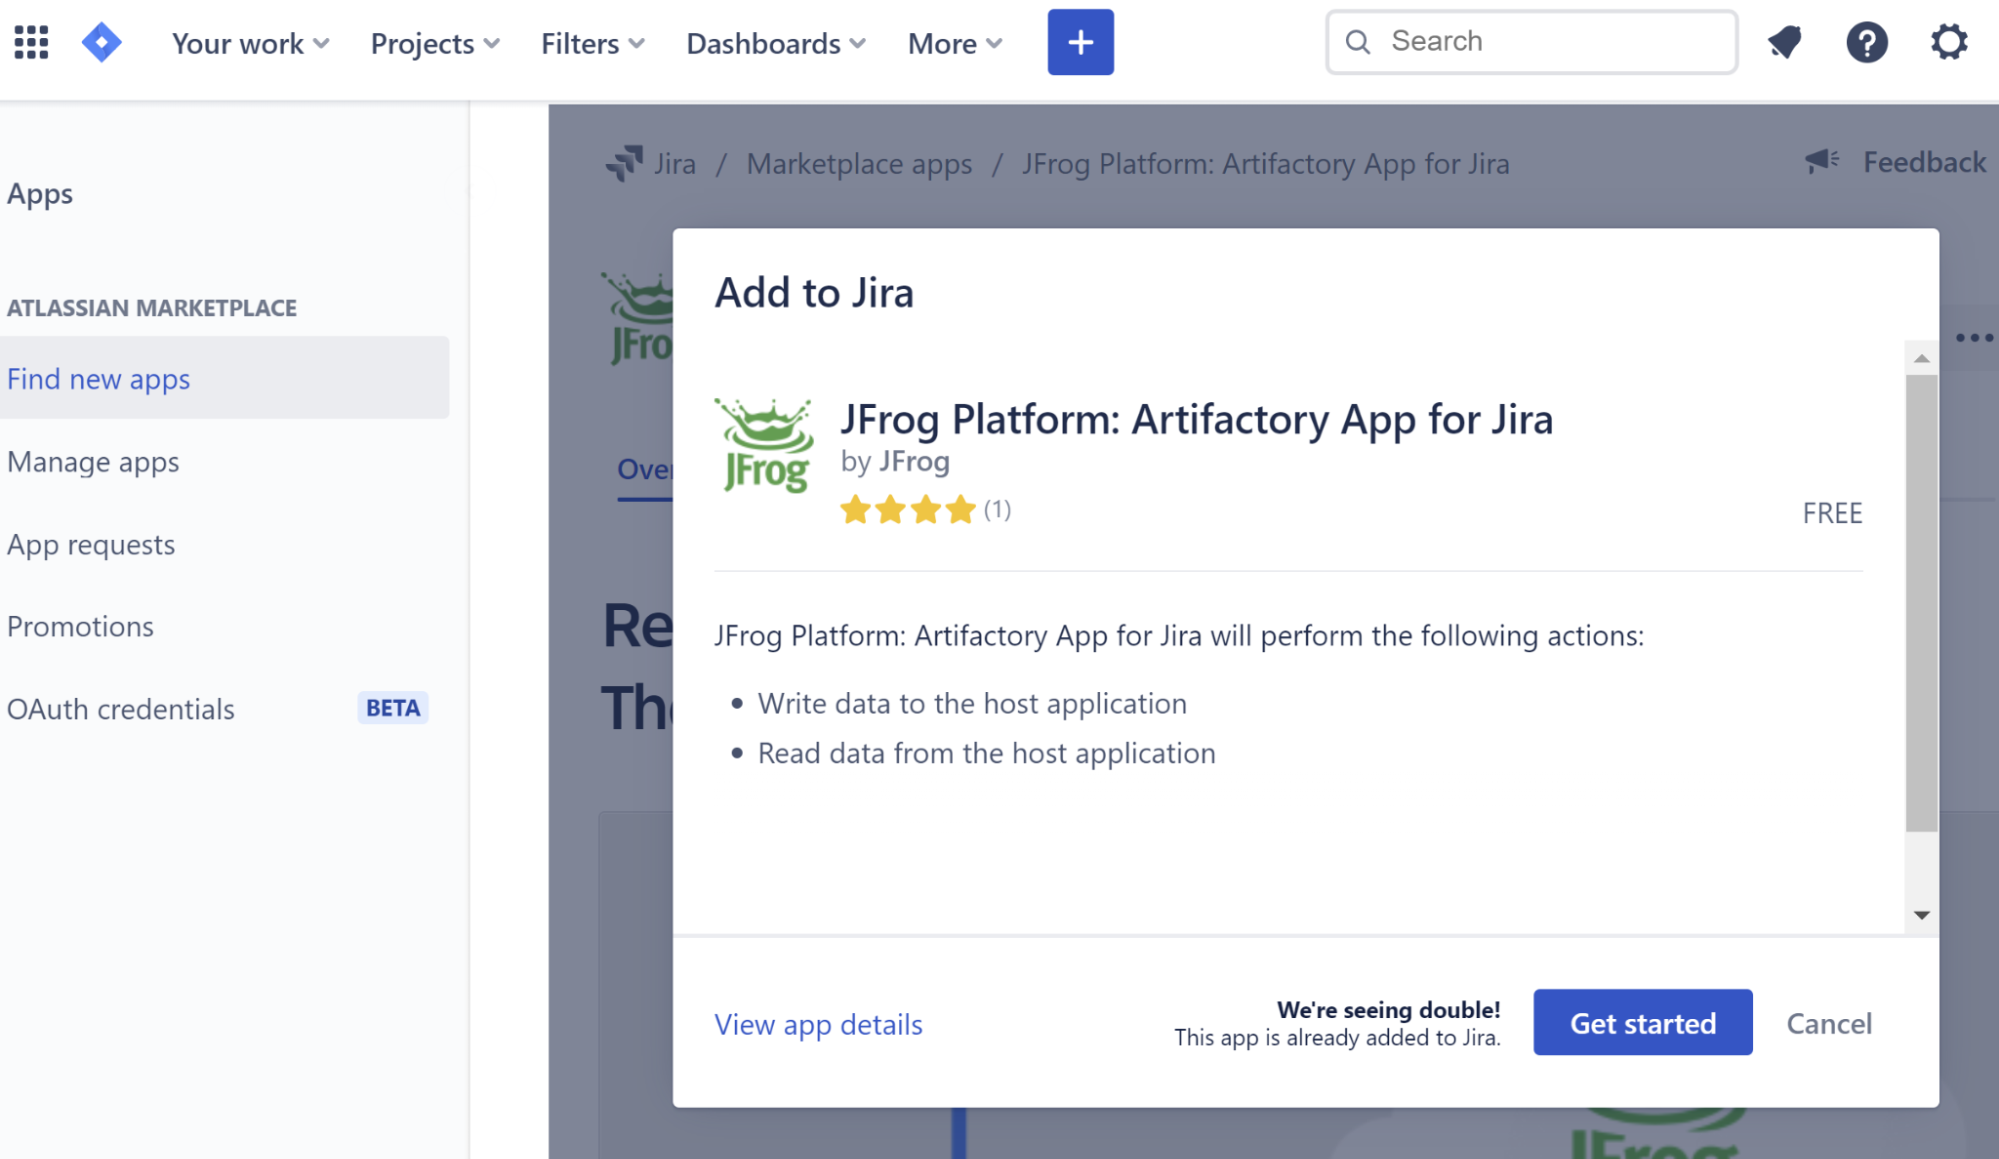 Your work Projects Filters Dashboards More + Search
Jira / Marketplace apps / JFrog Platform: Artifactory App for Jira Feedback
Apps
ATLASSIAN MARKETPLACE
Find new apps
Manage apps
App requests
Promotions
OAuth credentials BETA
JFro
Over
Re
The
Add to Jira
JFrog
JFrog Platform: Artifactory App for Jira
by JFrog
(1)
FREE
JFrog Platform: Artifactory App for Jira will perform the following actions:
• Write data to the host application
• Read data from the host application
View app details
We're seeing double!
This app is already added to Jira.
Get started
Cancel
JFrog